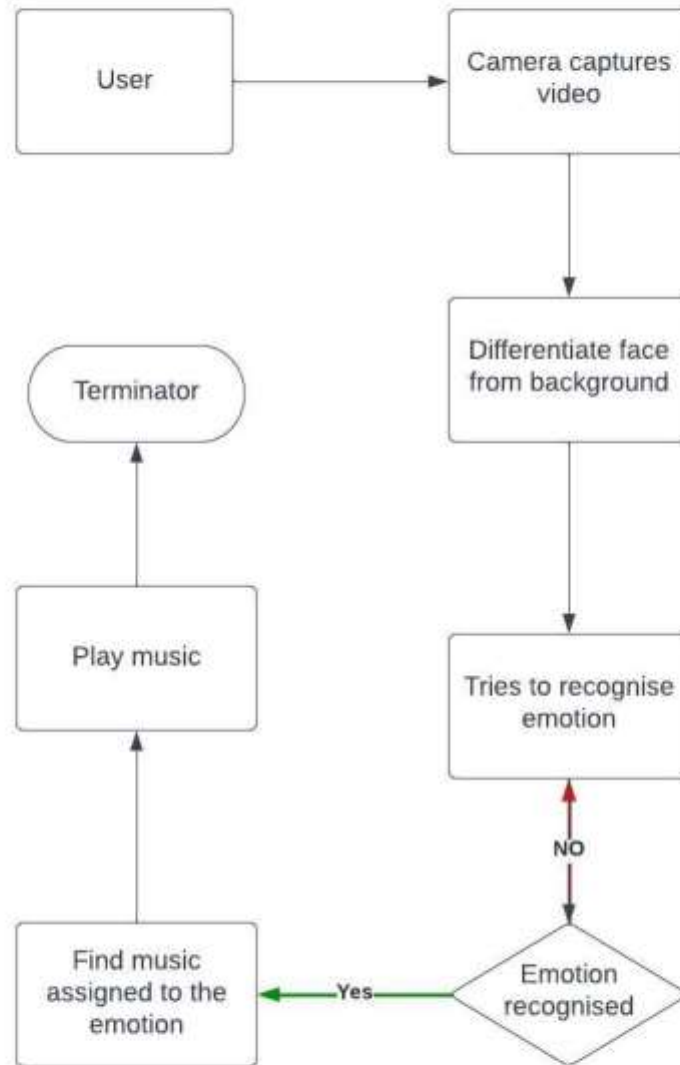 User
Camera captures
video
Differentiate face
from background
Terminator
Play music
Tries to recognise
emotion
NO
Emotion
recognised
Yes
Find music
assigned to the
emotion